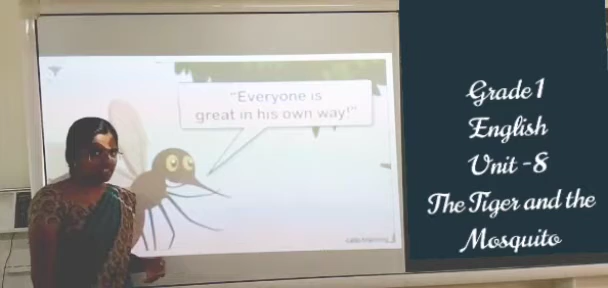 "Everyone is
great in his own way!"
Grade 1
English
Unit - 8
The Tiger and the
Mosquito